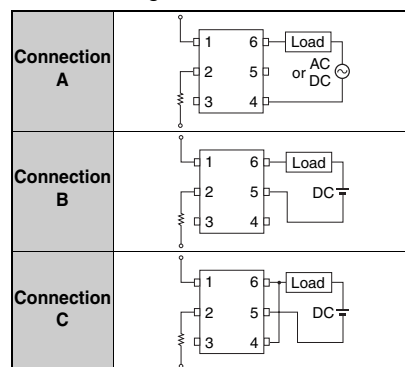 Connection
A
1 6 Load
2 5 or AC
DC
3 4
Connection
B
1 6 Load
2 5 DC
3 4
Connection
C
1 6 Load
2 5 DC
3 4